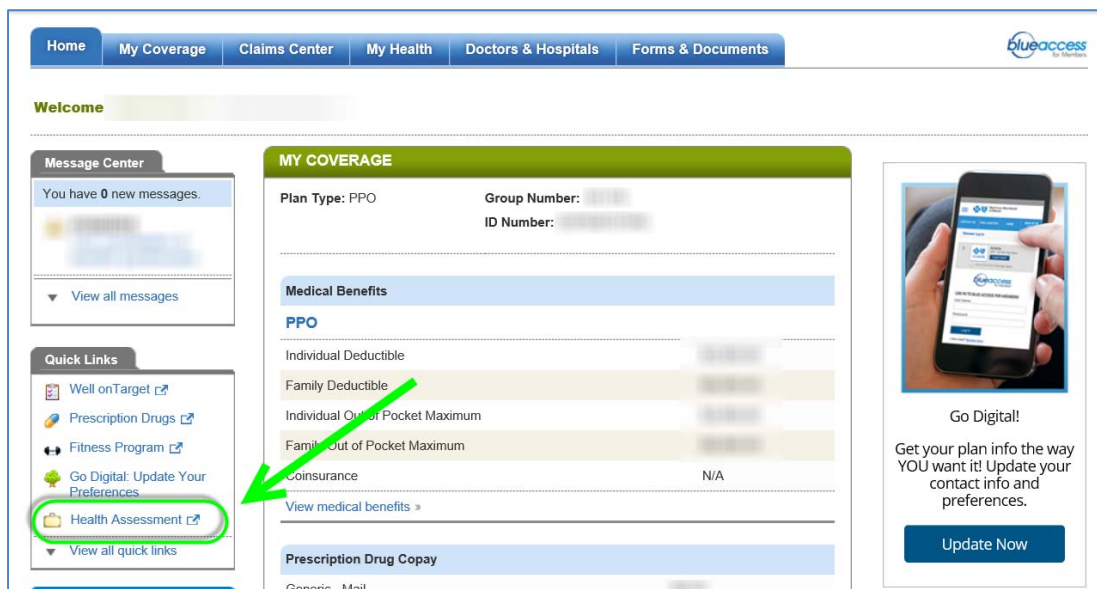 Home My Coverage Claims Center My Health Doctors & Hospitals Forms & Documents
blueaccess
for Members
Welcome
Message Center
You have 0 new messages.
View all messages
Quick Links
Well onTarget
Prescription Drugs
Fitness Program
Go Digital: Update Your
Preferences
Health Assessment
View all quick links
MY COVERAGE
Plan Type: PPO Group Number:
ID Number:
Medical Benefits
PPO
Individual Deductible
Family Deductible
Individual Out of Pocket Maximum
Family Out of Pocket Maximum
Coinsurance N/A
View medical benefits »
Prescription Drug Copay
Generic - Mail
blueaccess
Go Digital!
Get your plan info the way
YOU want it! Update your
contact info and
preferences.
Update Now